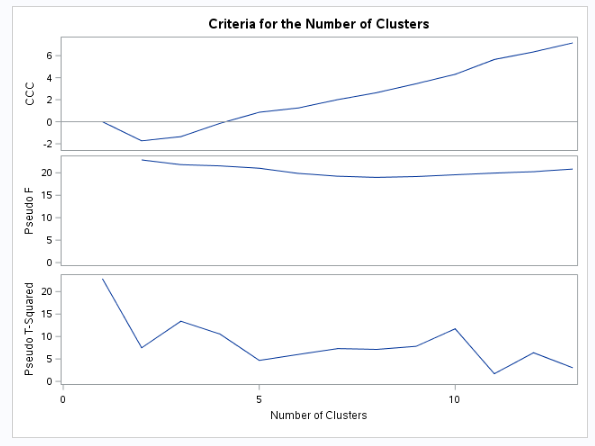 Criteria for the Number of Clusters
CCC
6
4
2
0
-2
Pseudo F
20
15
10
5
0
Pseudo T-Squared
20
15
10
5
0
0 5 10
Number of Clusters